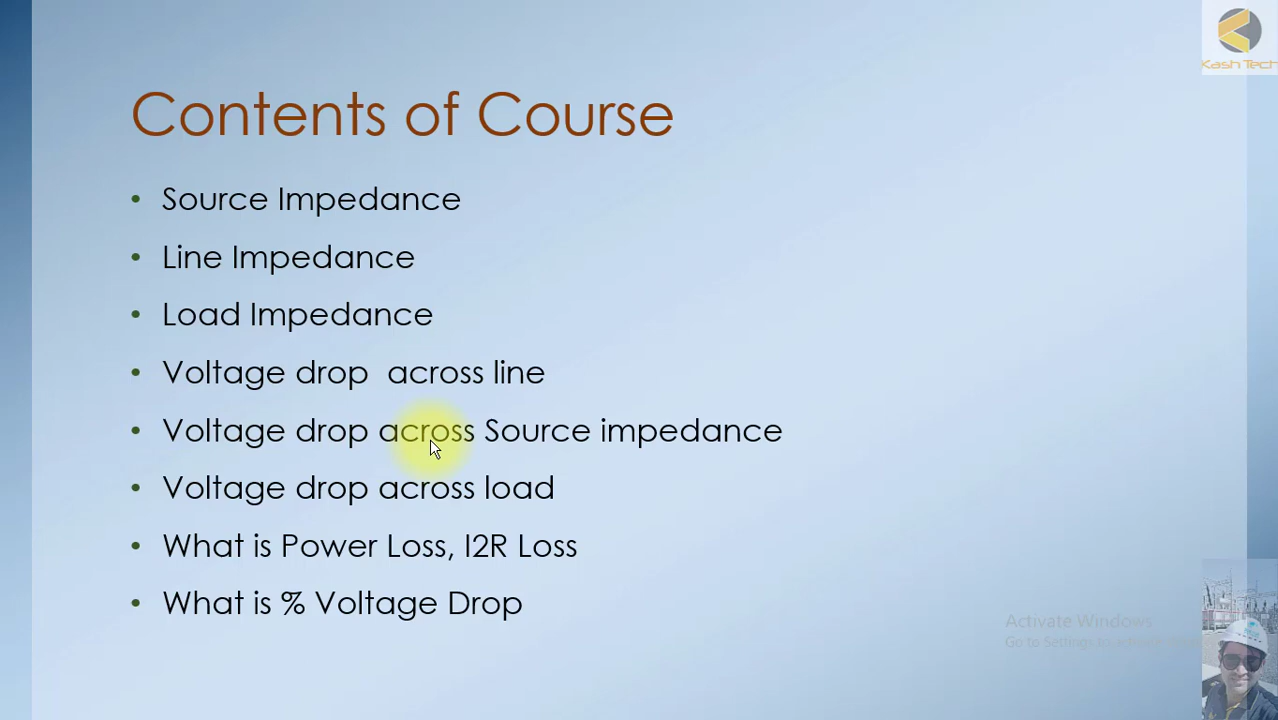 Kash Tech
Contents of Course
• Source Impedance
• Line Impedance
• Load Impedance
• Voltage drop across line
• Voltage drop across Source impedance
• Voltage drop across load
• What is Power Loss, I2R Loss
• What is % Voltage Drop
Activate Windows
Go to Settings to activate